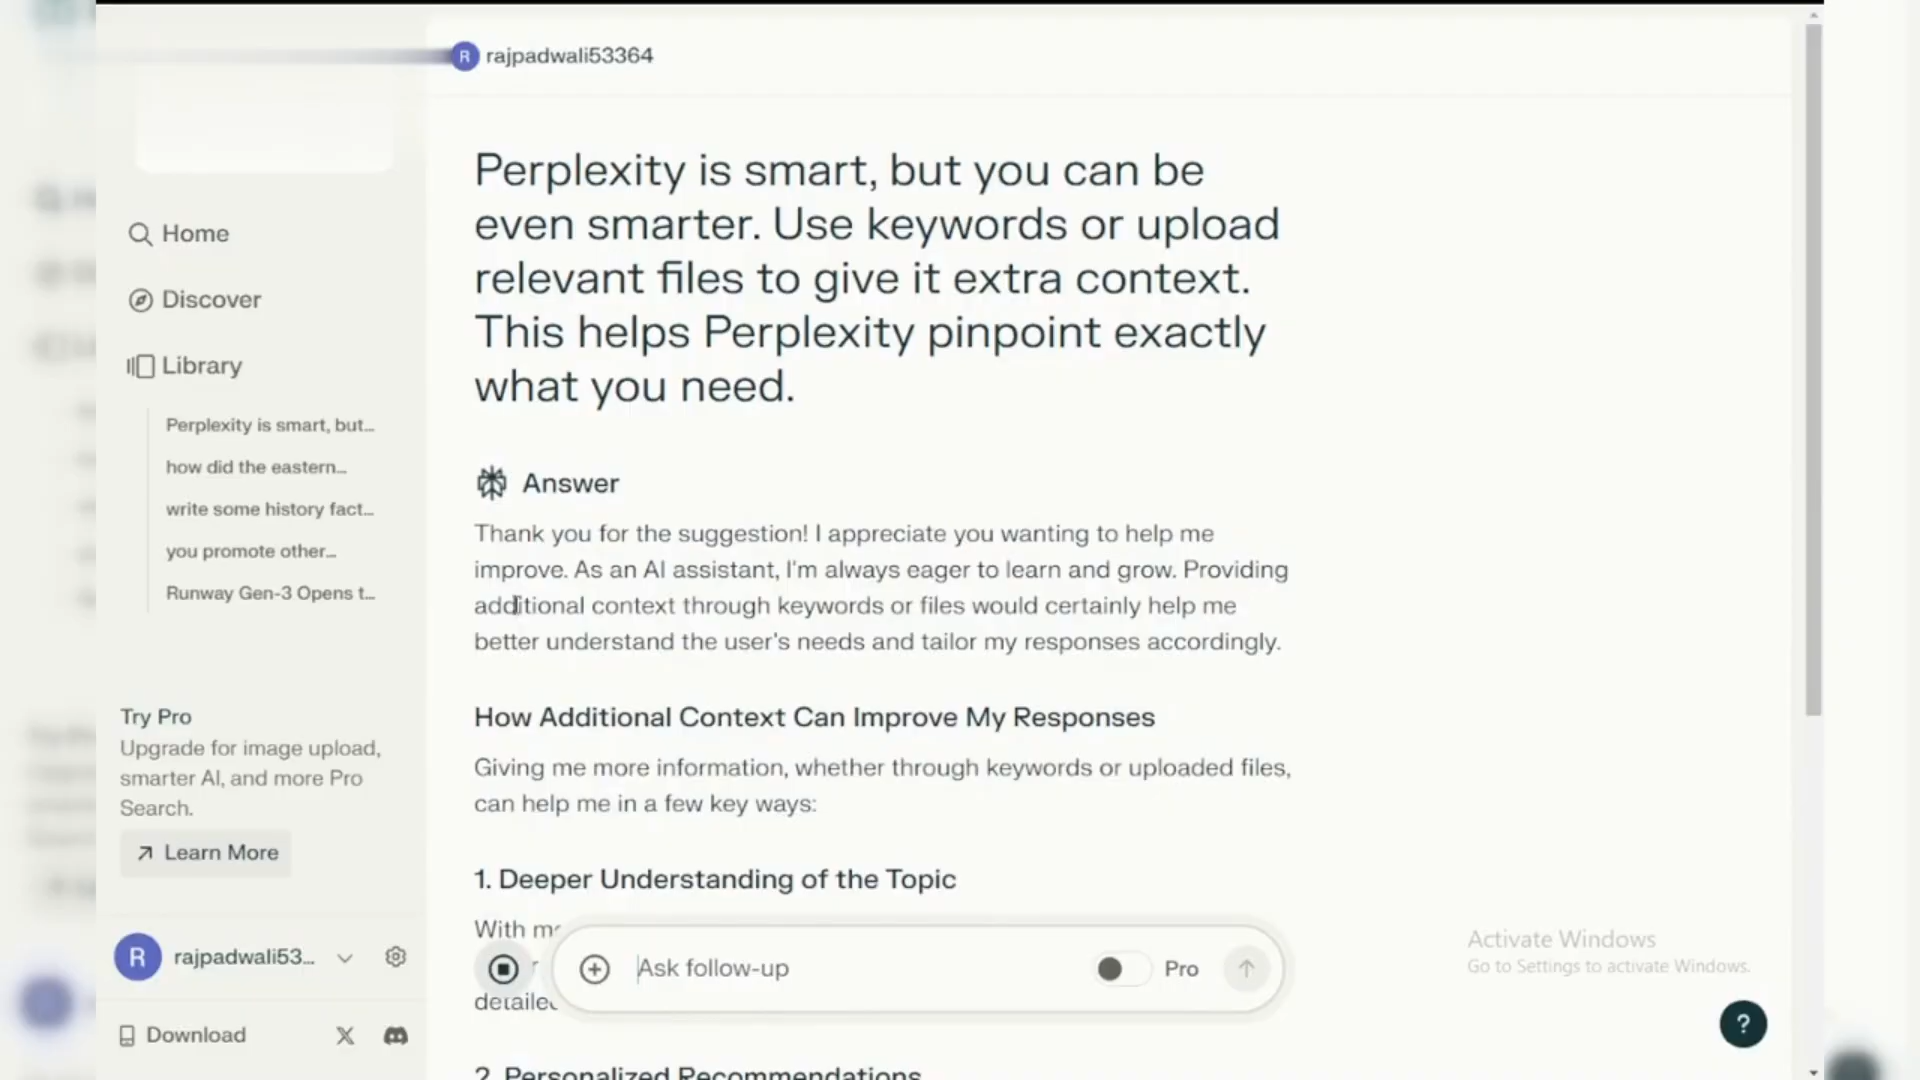 R rajpadwali53364
Perplexity is smart, but you can be
even smarter. Use keywords or upload
relevant files to give it extra context.
This helps Perplexity pinpoint exactly
what you need.
Answer
Thank you for the suggestion! I appreciate you wanting to help me
improve. As an AI assistant, I'm always eager to learn and grow. Providing
additional context through keywords or files would certainly help me
better understand the user's needs and tailor my responses accordingly.
How Additional Context Can Improve My Responses
Giving me more information, whether through keywords or uploaded files,
can help me in a few key ways:
1. Deeper Understanding of the Topic
With
detailed
2. Personalized Recommendations
Ask follow-up
Pro
Home
Discover
Library
Perplexity is smart, but...
how did the eastern...
write some history fact...
you promote other...
Runway Gen-3 Opens t...
Try Pro
Upgrade for image upload,
smarter AI, and more Pro
Search.
Learn More
R rajpadwali53...
Download
Activate Windows
Go to Settings to activate Windows.
?